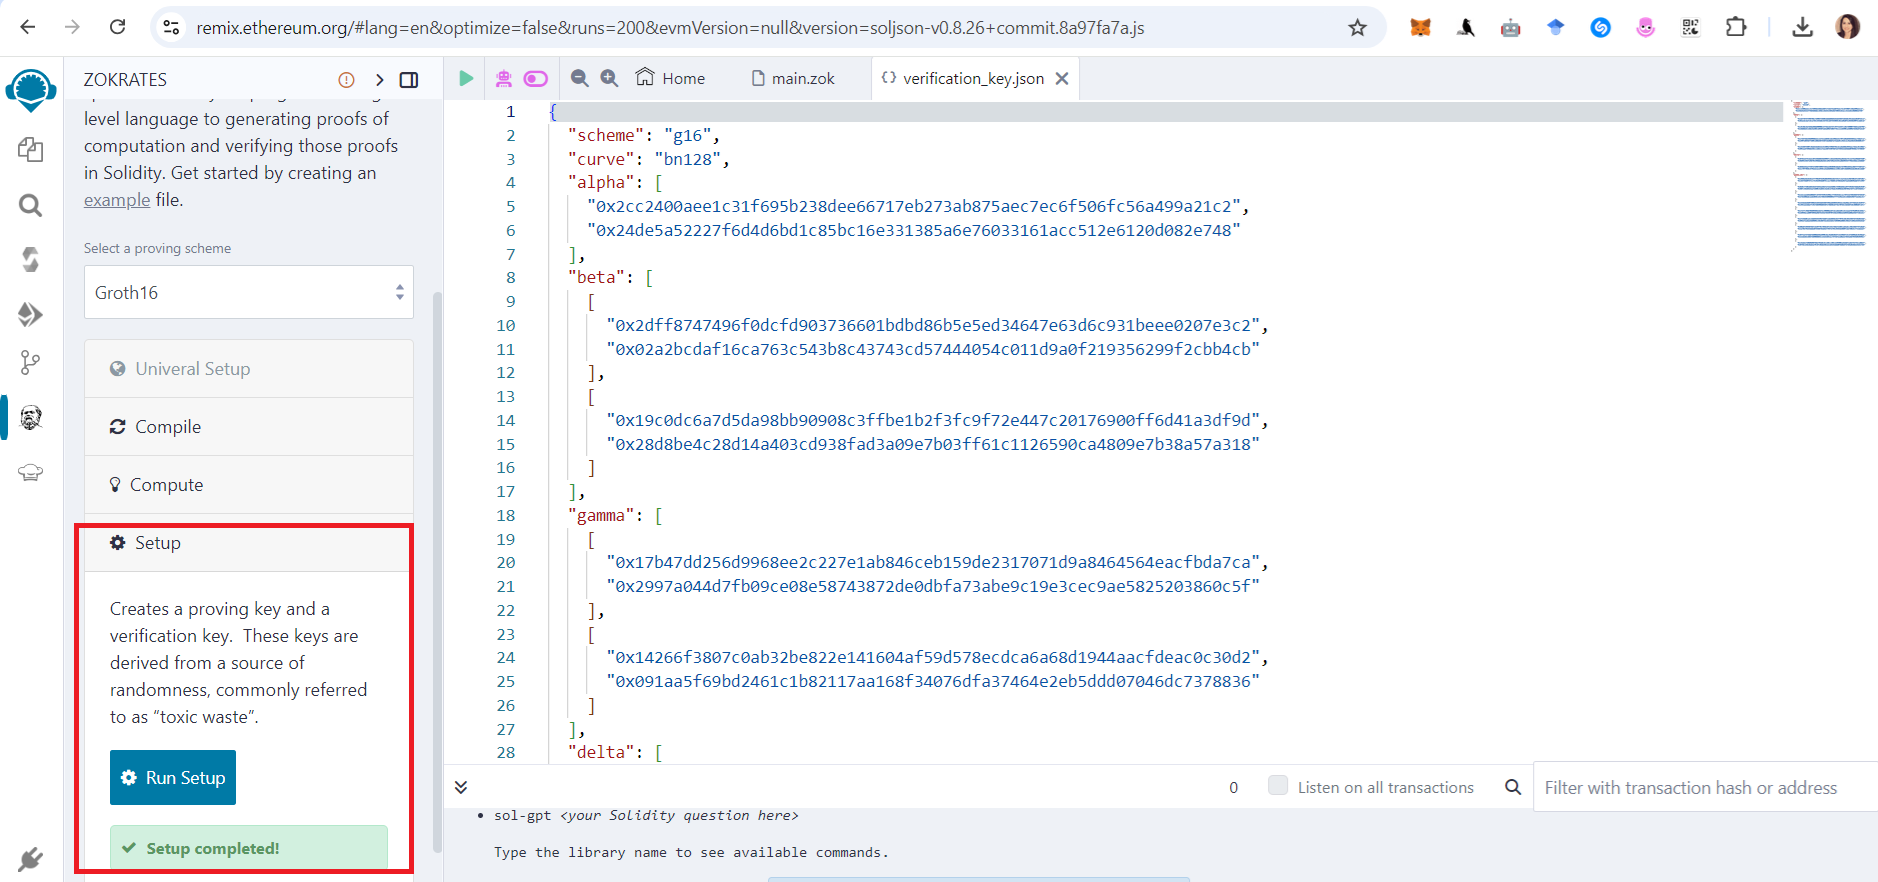 remix.ethereum.org/#lang=en&optimize=false&runs=200&evmVersion=null&version=soljson-v0.8.26+commit.8a97fa7a.js
ZOKRATES
level language to generating proofs of
computation and verifying those proofs
in Solidity. Get started by creating an
example file.
Select a proving scheme
Groth16
Univeral Setup
Compile
Compute
Setup
Creates a proving key and a
verification key. These keys are
derived from a source of
randomness, commonly referred
to as “toxic waste”.
Run Setup
Setup completed!
Home
main.zok
verification_key.json
1 {
2 "scheme": "g16",
3 "curve": "bn128",
4 "alpha": [
5 "0x2cc2400aee1c31f695b238dee66717eb273ab875aec7ec6f506fc56a499a21c2",
6 "0x24de5a52227f6d4d6bd1c85bc16e331385a6e76033161acc512e6120d082e748"
7 ],
8 "beta": [
9 [
10 "0x2dff8747496f0dcfd903736601bdbd86b5e5ed34647e63d6c931beee0207e3c2",
11 "0x02a2bcdaf16ca763c543b8c43743cd57444054c011d9a0f219356299f2cbb4cb"
12 ],
13 [
14 "0x19c0dc6a7d5da98bb90908c3ffbe1b2f3fc9f72e447c20176900ff6d41a3df9d",
15 "0x28d8be4c28d14a403cd938fad3a09e7b03ff61c1126590ca4809e7b38a57a318"
16 ]
17 ],
18 "gamma": [
19 [
20 "0x17b47dd256d9968ee2c227e1ab846ceb159de2317071d9a8464564eacfbda7ca",
21 "0x2997a044d7fb09ce08e58743872de0dbfa73abe9c19e3cec9ae5825203860c5f"
22 ],
23 [
24 "0x14266f3807c0ab32be822e141604af59d578ecdca6a68d1944aacfdeac0c30d2",
25 "0x091aa5f69bd2461c1b82117aa168f34076dfa37464e2eb5ddd07046dc7378836"
26 ]
27 ],
28 "delta": [
0
Listen on all transactions
Filter with transaction hash or address
• sol-gpt <your Solidity question here>
Type the library name to see available commands.